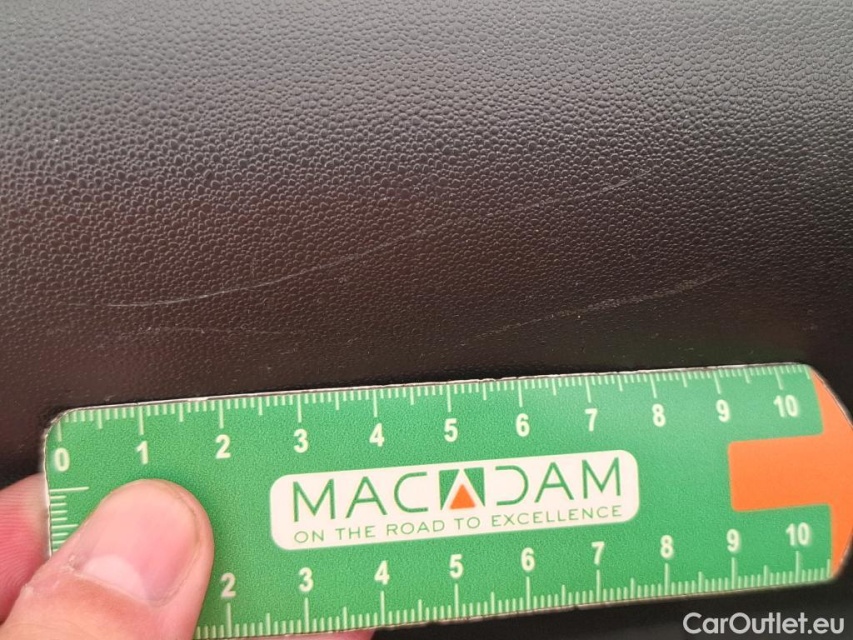 0 1 2 3 4 5 6 7 8 9 10
MACADAM
ON THE ROAD TO EXCELLENCE
2 3 4 5 6 7 8 9 10
CarOutlet.eu